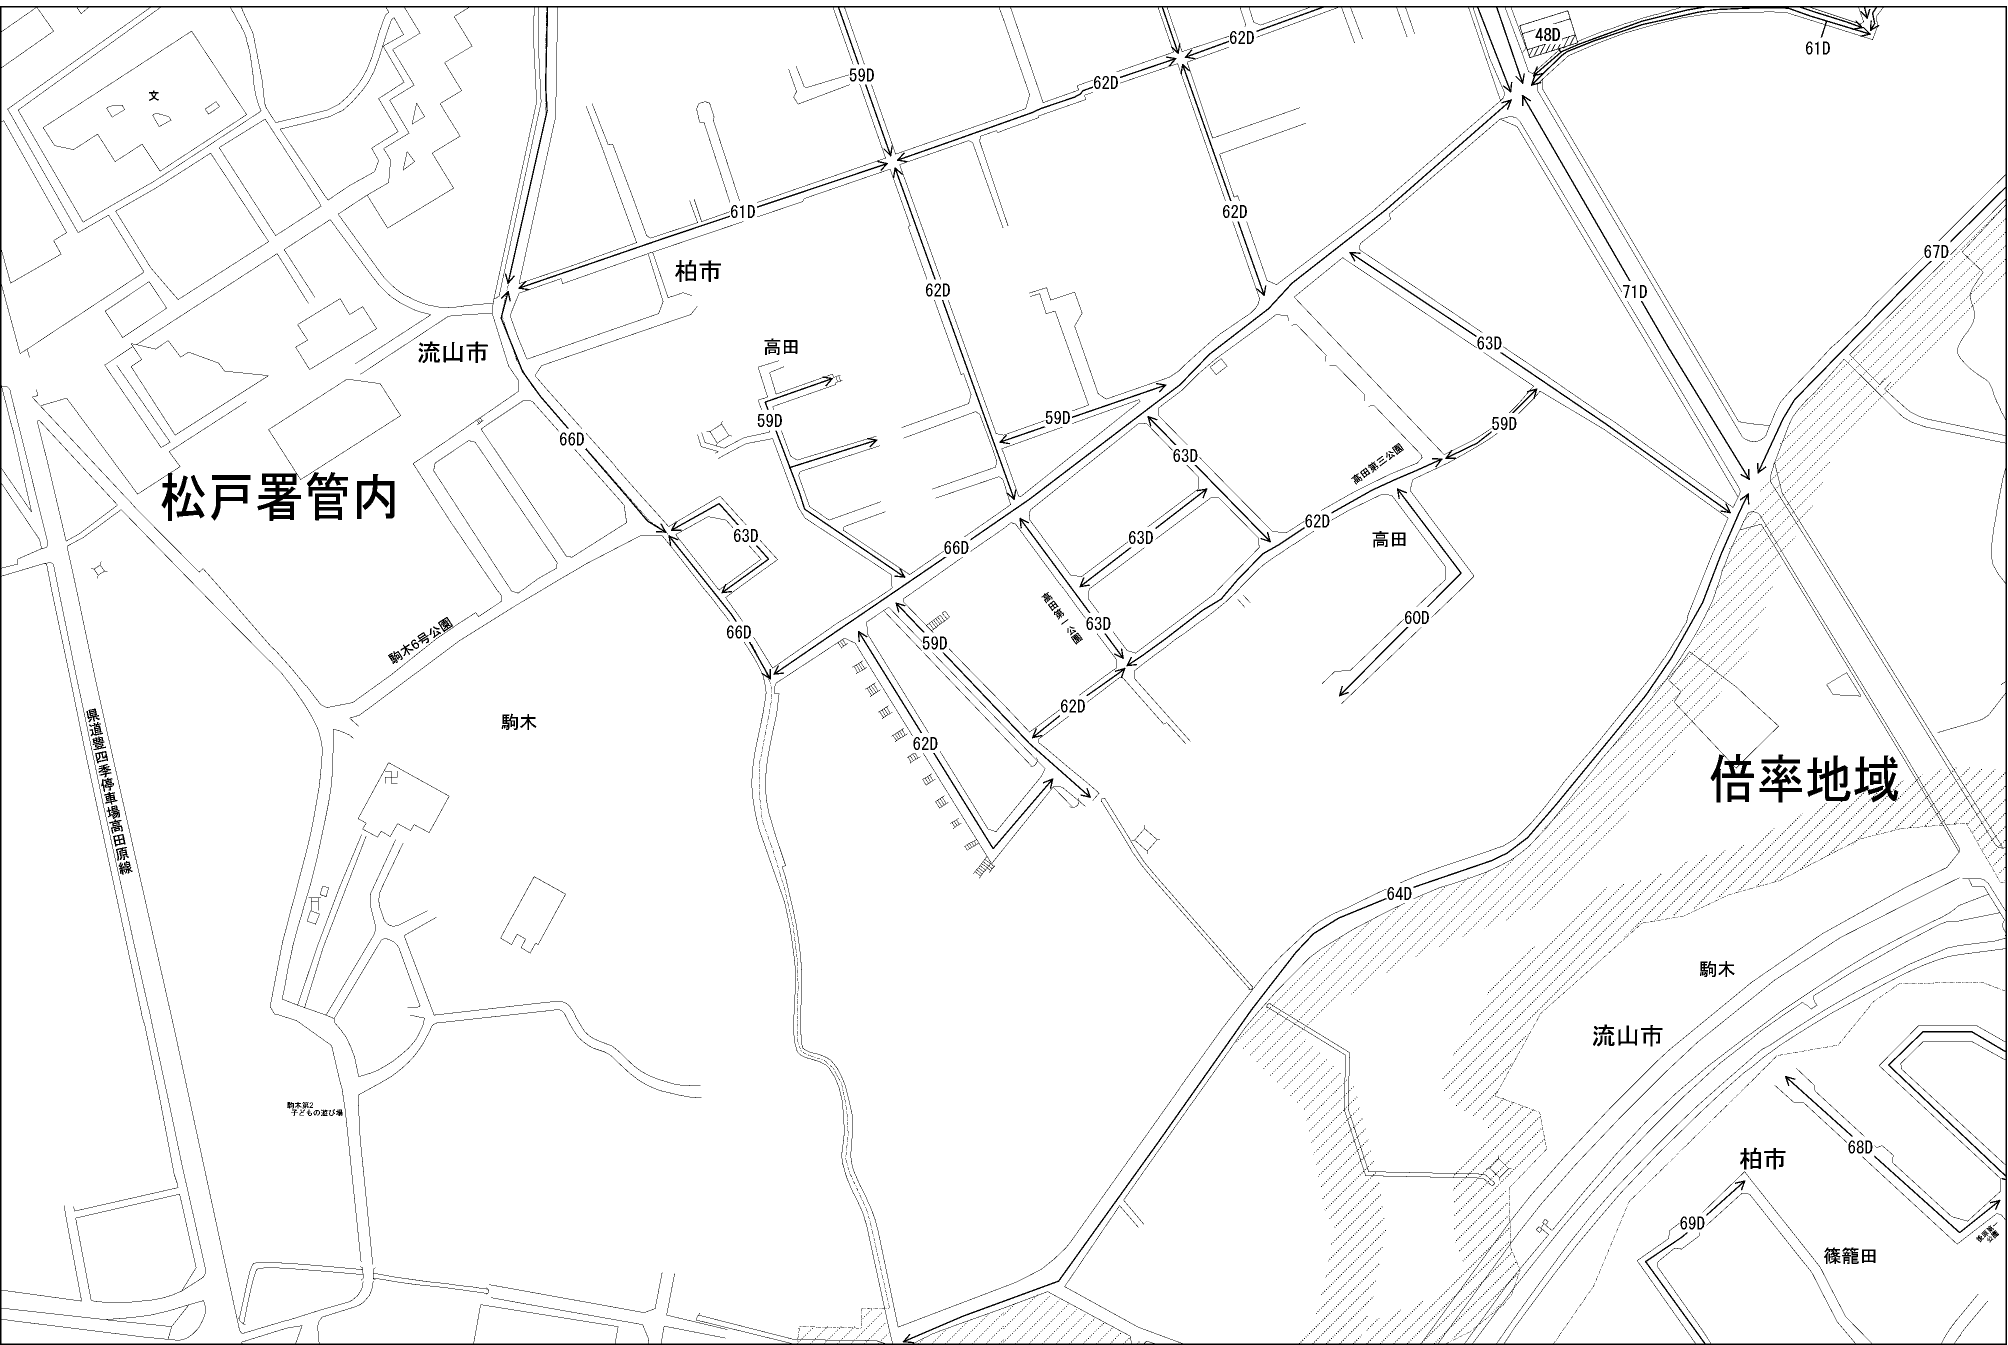 48D
62D
61D
59D
62D
文
61D
62D
67D
柏市
62D
71D
63D
流山市
高田
59D
59D
59D
66D
63D
高田第三公園
松戸署管内
62D
63D
63D
66D
高田
高田第一公園
60D
63D
66D
59D
駒木6号公園
62D
駒木
62D
県道豊四季停車場高田原線
倍率地域
64D
駒木
流山市
駒木第2
子どもの遊び場
68D
柏市
69D
篠籠田